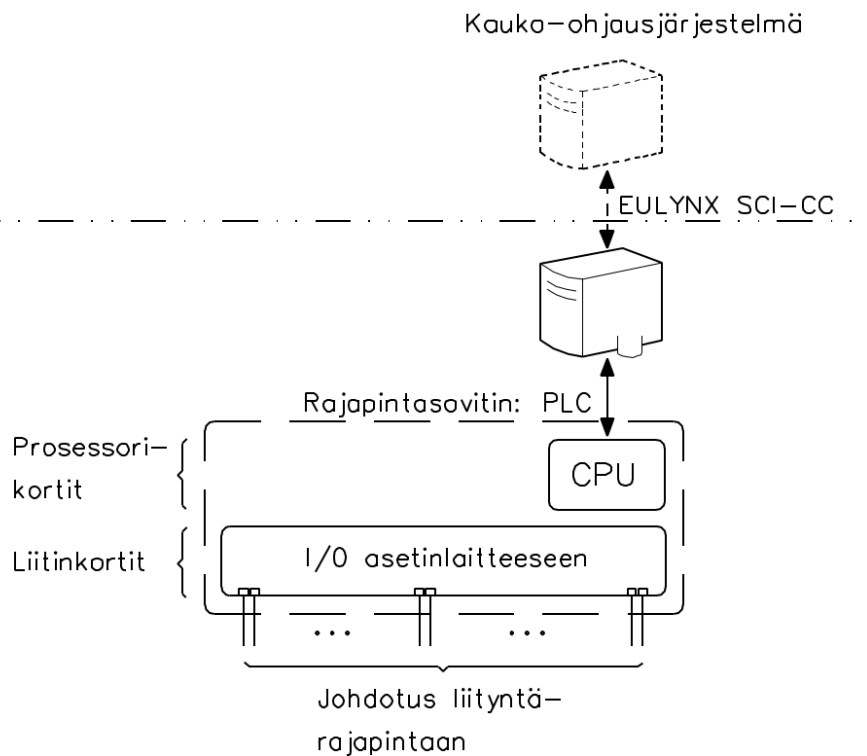 Kauko-ohjausjärjestelmä
EULYNX SCI-CC
Rajapintasovitin: PLC
Prosessori-
kortit
CPU
Liitinkortit
I/O asetinlaitteeseen
... ...
Johdotus liityntä-
rajapintaan